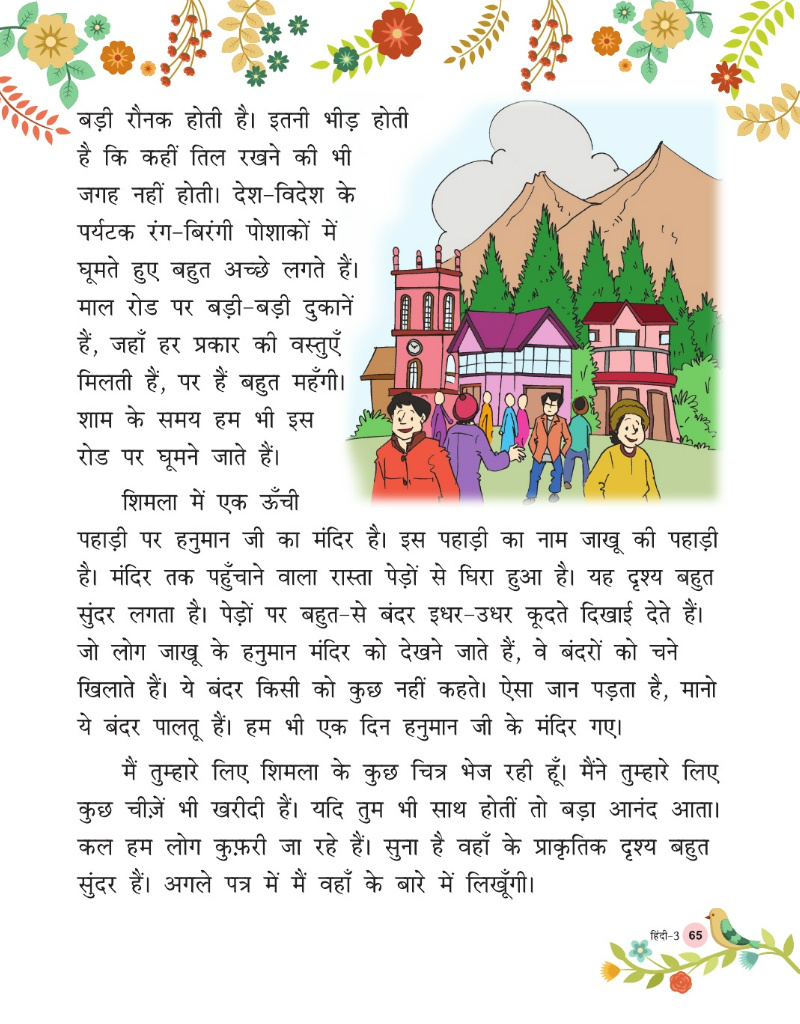 बड़ी रौनक होती है। इतनी भीड़ होती
है कि कहीं तिल रखने की भी
जगह नहीं होती। देश-विदेश के
पर्यटक रंग-बिरंगी पोशाकों में
घूमते हुए बहुत अच्छे लगते हैं।
माल रोड पर बड़ी-बड़ी दुकानें
हैं, जहाँ हर प्रकार की वस्तुएँ
मिलती हैं, पर हैं बहुत महँगी।
शाम के समय हम भी इस
रोड पर घूमने जाते हैं।
शिमला में एक ऊँची
पहाड़ी पर हनुमान जी का मंदिर है। इस पहाड़ी का नाम जाखू की पहाड़ी
है। मंदिर तक पहुँचाने वाला रास्ता पेड़ों से घिरा हुआ है। यह दृश्य बहुत
सुंदर लगता है। पेड़ों पर बहुत-से बंदर इधर-उधर कूदते दिखाई देते हैं।
जो लोग जाखू के हनुमान मंदिर को देखने जाते हैं, वे बंदरों को चने
खिलाते हैं। ये बंदर किसी को कुछ नहीं कहते। ऐसा जान पड़ता है, मानो
ये बंदर पालतू हैं। हम भी एक दिन हनुमान जी के मंदिर गए।
मैं तुम्हारे लिए शिमला के कुछ चित्र भेज रही हूँ। मैंने तुम्हारे लिए
कुछ चीज़ें भी खरीदी हैं। यदि तुम भी साथ होतीं तो बड़ा आनंद आता।
कल हम लोग कुफ़री जा रहे हैं। सुना है वहाँ के प्राकृतिक दृश्य बहुत
सुंदर हैं। अगले पत्र में मैं वहाँ के बारे में लिखूँगी।
हिंदी-3 65